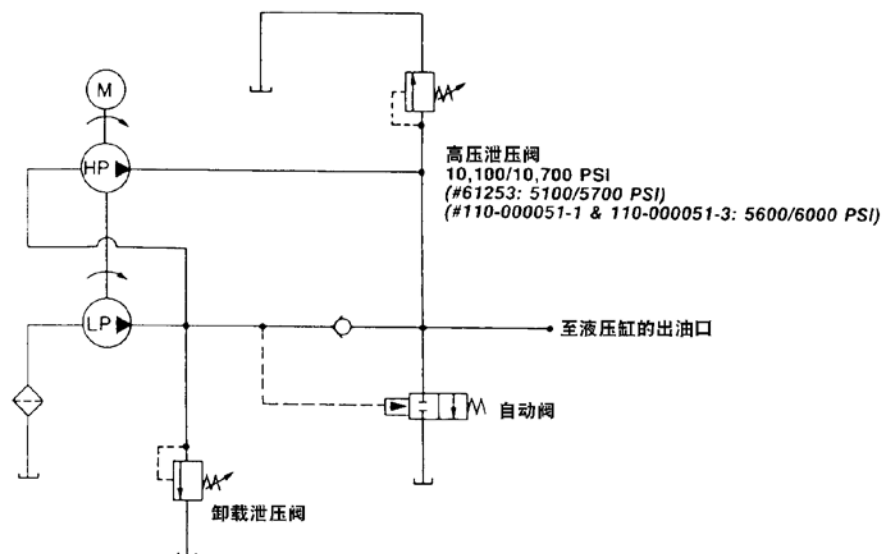 M
HP
高压泄压阀
10,100/10,700 PSI
(#61253: 5100/5700 PSI)
(#110-000051-1 & 110-000051-3: 5600/6000 PSI)
LP
至液压缸的出油口
自动阀
卸载泄压阀